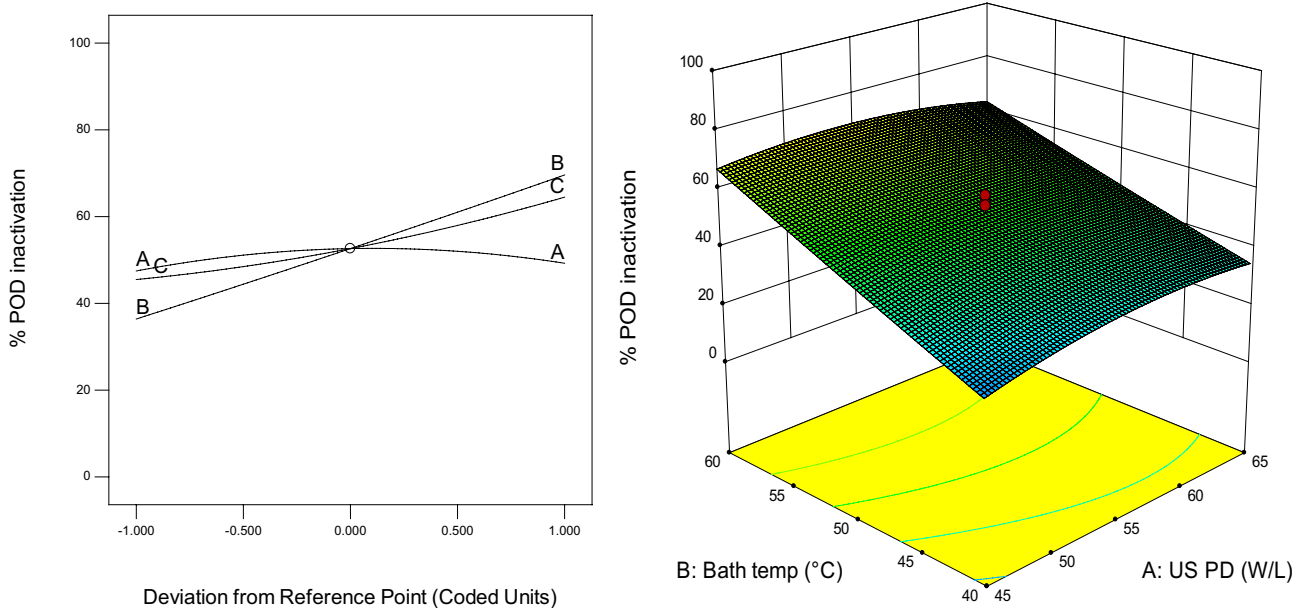 % POD inactivation
100
80
60
40
20
0
A
C
B
B
C
A
-1.000
-0.500
0.000
0.500
1.000
Deviation from Reference Point (Coded Units)
% POD inactivation
100
80
60
40
20
0
60
55
50
45
40
45
50
55
60
65
B: Bath temp (°C)
A: US PD (W/L)